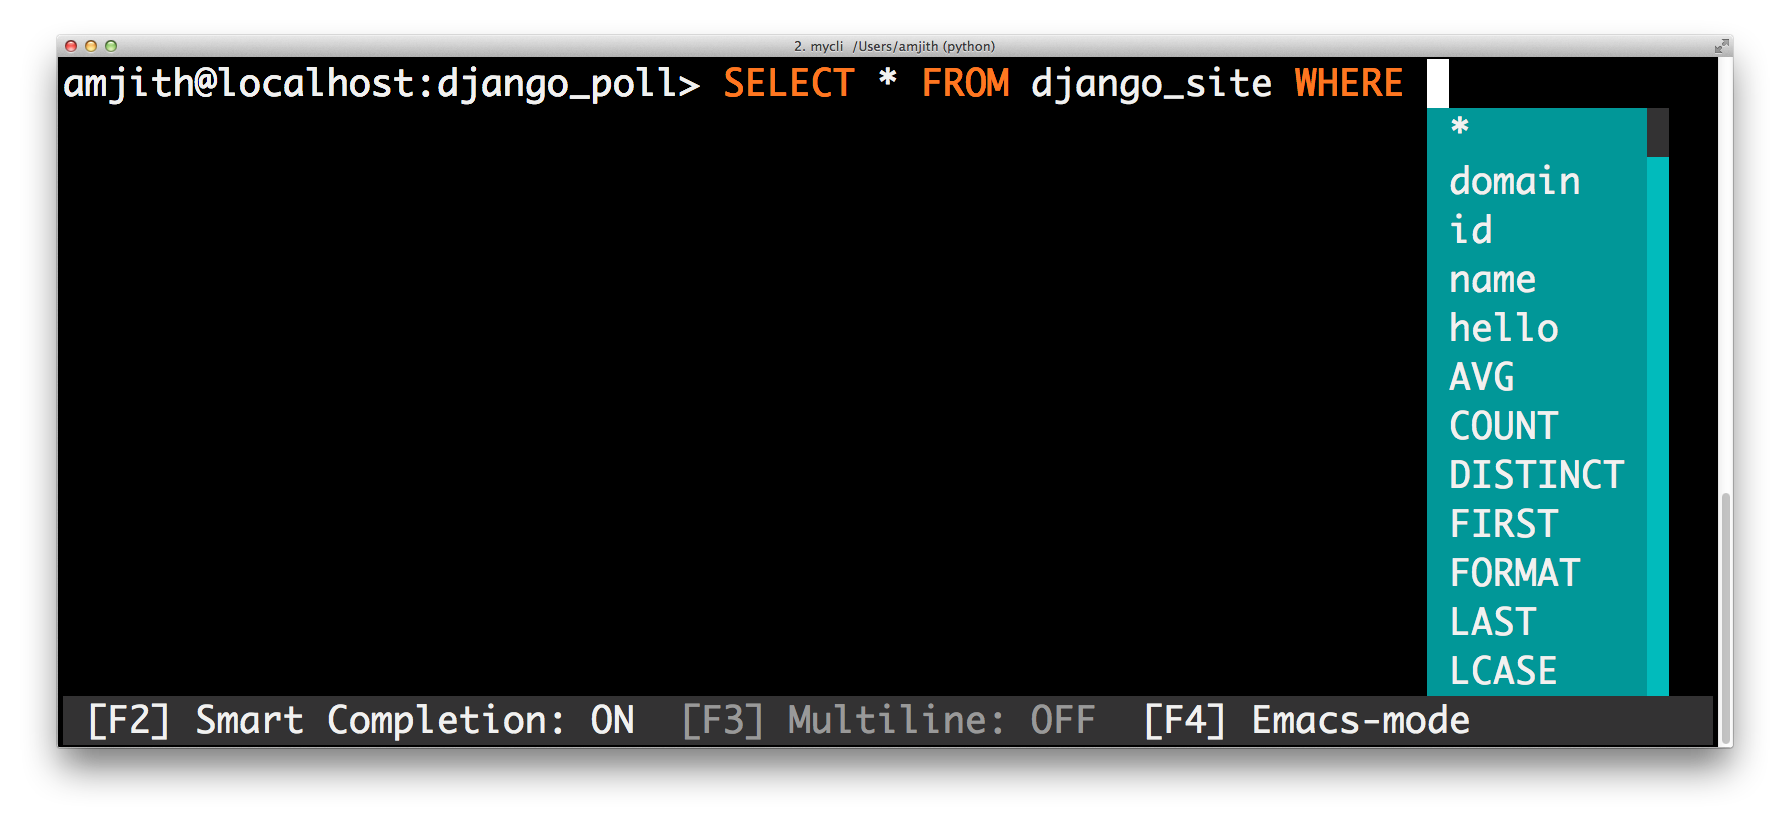 2. mycli /Users/amjith (python)
amjith@localhost:django_poll> SELECT * FROM django_site WHERE
*
domain
id
name
hello
AVG
COUNT
DISTINCT
FIRST
FORMAT
LAST
LCASE
[F2] Smart Completion: ON [F3] Multiline: OFF [F4] Emacs-mode